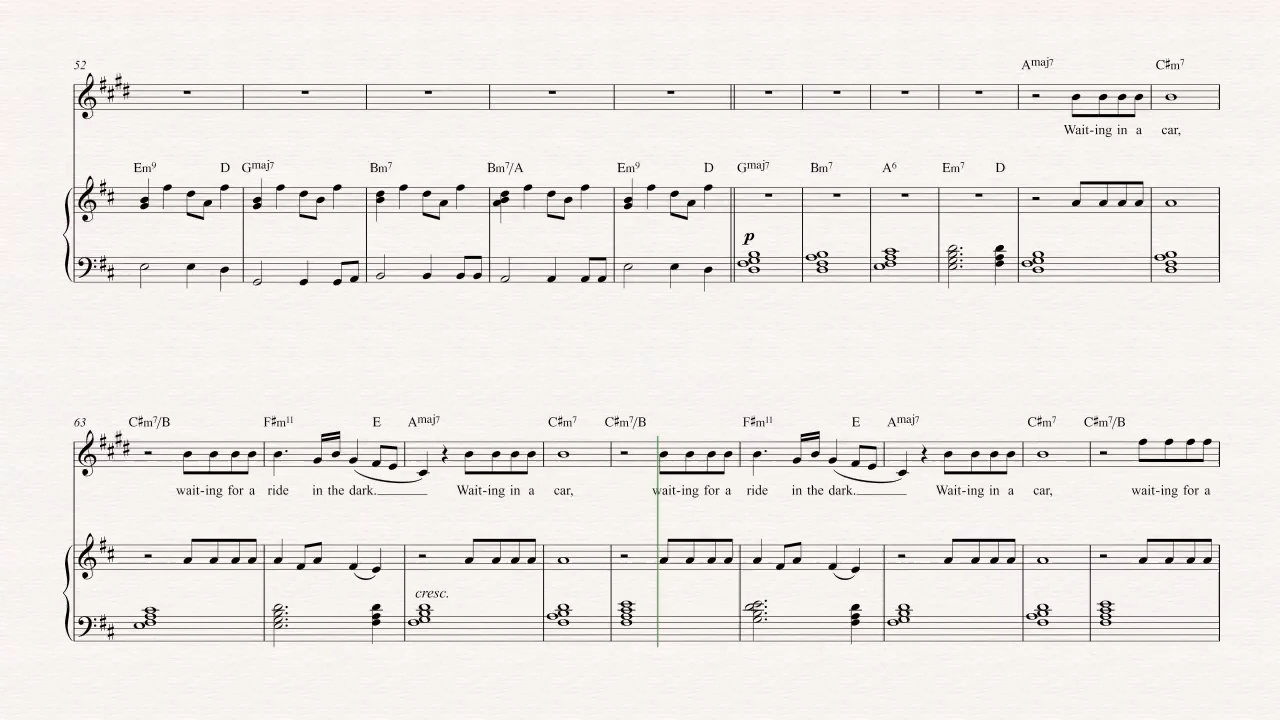 52
Amaj7 C♯m7
Wait-ing in a car,
Em9 D Gmaj7 Bm7 Bm7/A Em9 D Gmaj7 Bm7 A6 Em7 D
p
63
C♯m7/B F♯m11 E Amaj7 C♯m7 C♯m7/B F♯m11 E Amaj7 C♯m7 C♯m7/B
wait-ing for a ride in the dark. Wait-ing in a car, wait-ing for a ride in the dark. Wait-ing in a car, wait-ing for a
cresc.